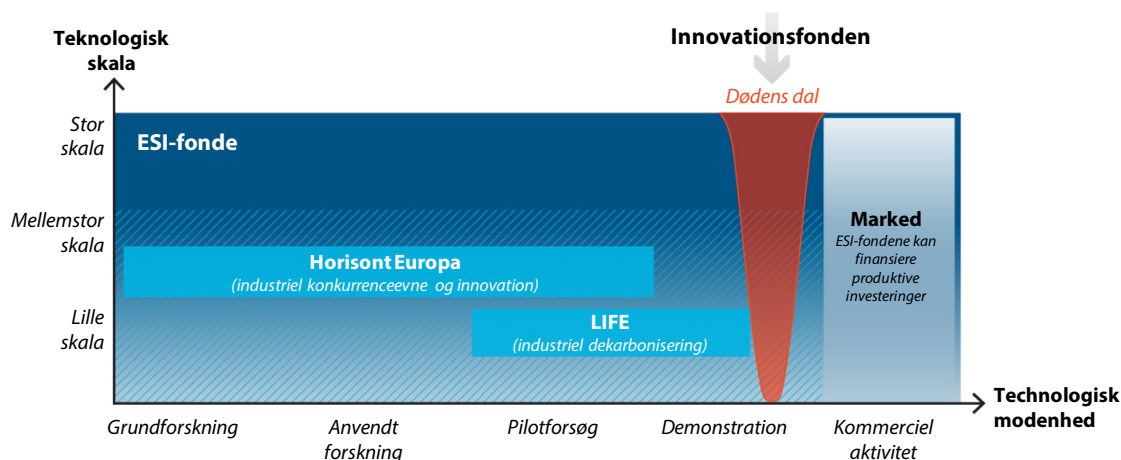 Teknologisk
skala
Innovationsfonden
Dødens dal
Stor
skala
ESI-fonde
Mellemstor
skala
Marked
ESI-fondene kan
finansiere
produktive
investeringer
Horisont Europa
(industriel konkurrenceevne og innovation)
Lille
skala
LIFE
(industriel dekarbonisering)
Technologisk
modenhed
Grundforskning
Anvendt
forskning
Pilotforsøg
Demonstration
Kommerciel
aktivitet